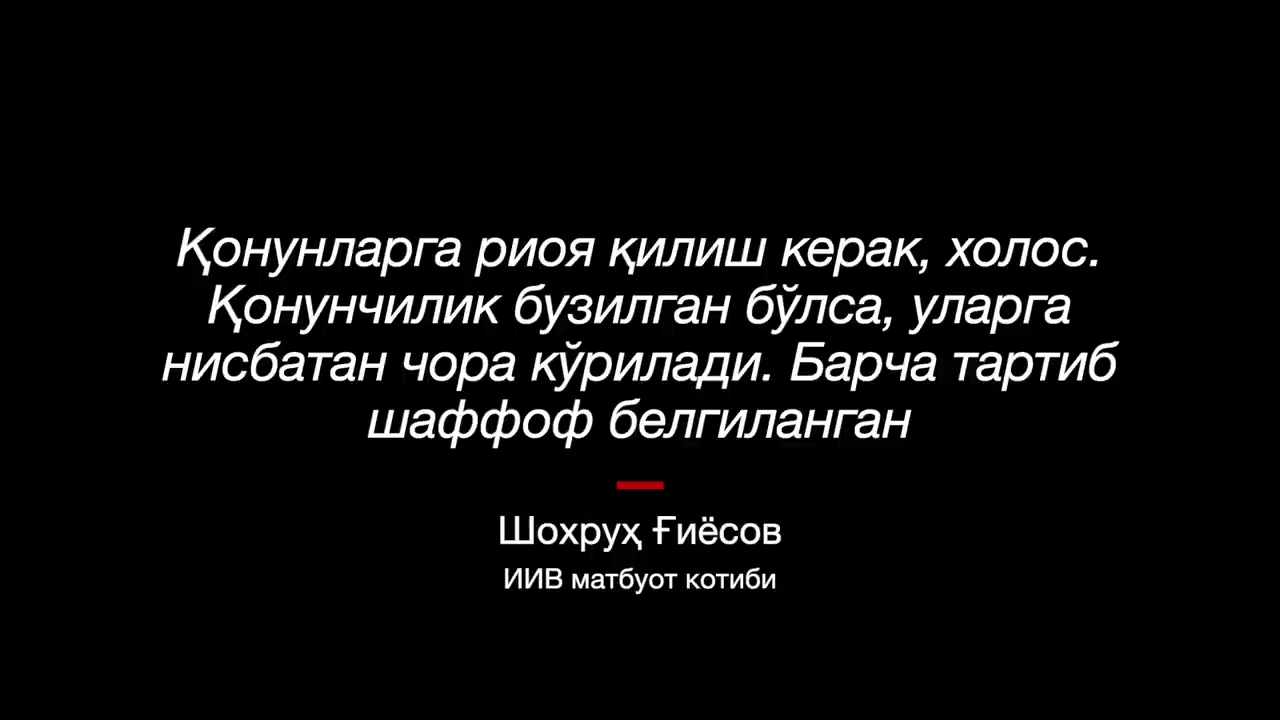 Қонунларга риоя қилиш керак, холос.
Қонунчилик бузилган бўлса, уларга
нисбатан чора кўрилади. Барча тартиб
шаффоф белгиланган
Шохруҳ Ғиёсов
ИИВ матбуот котиби